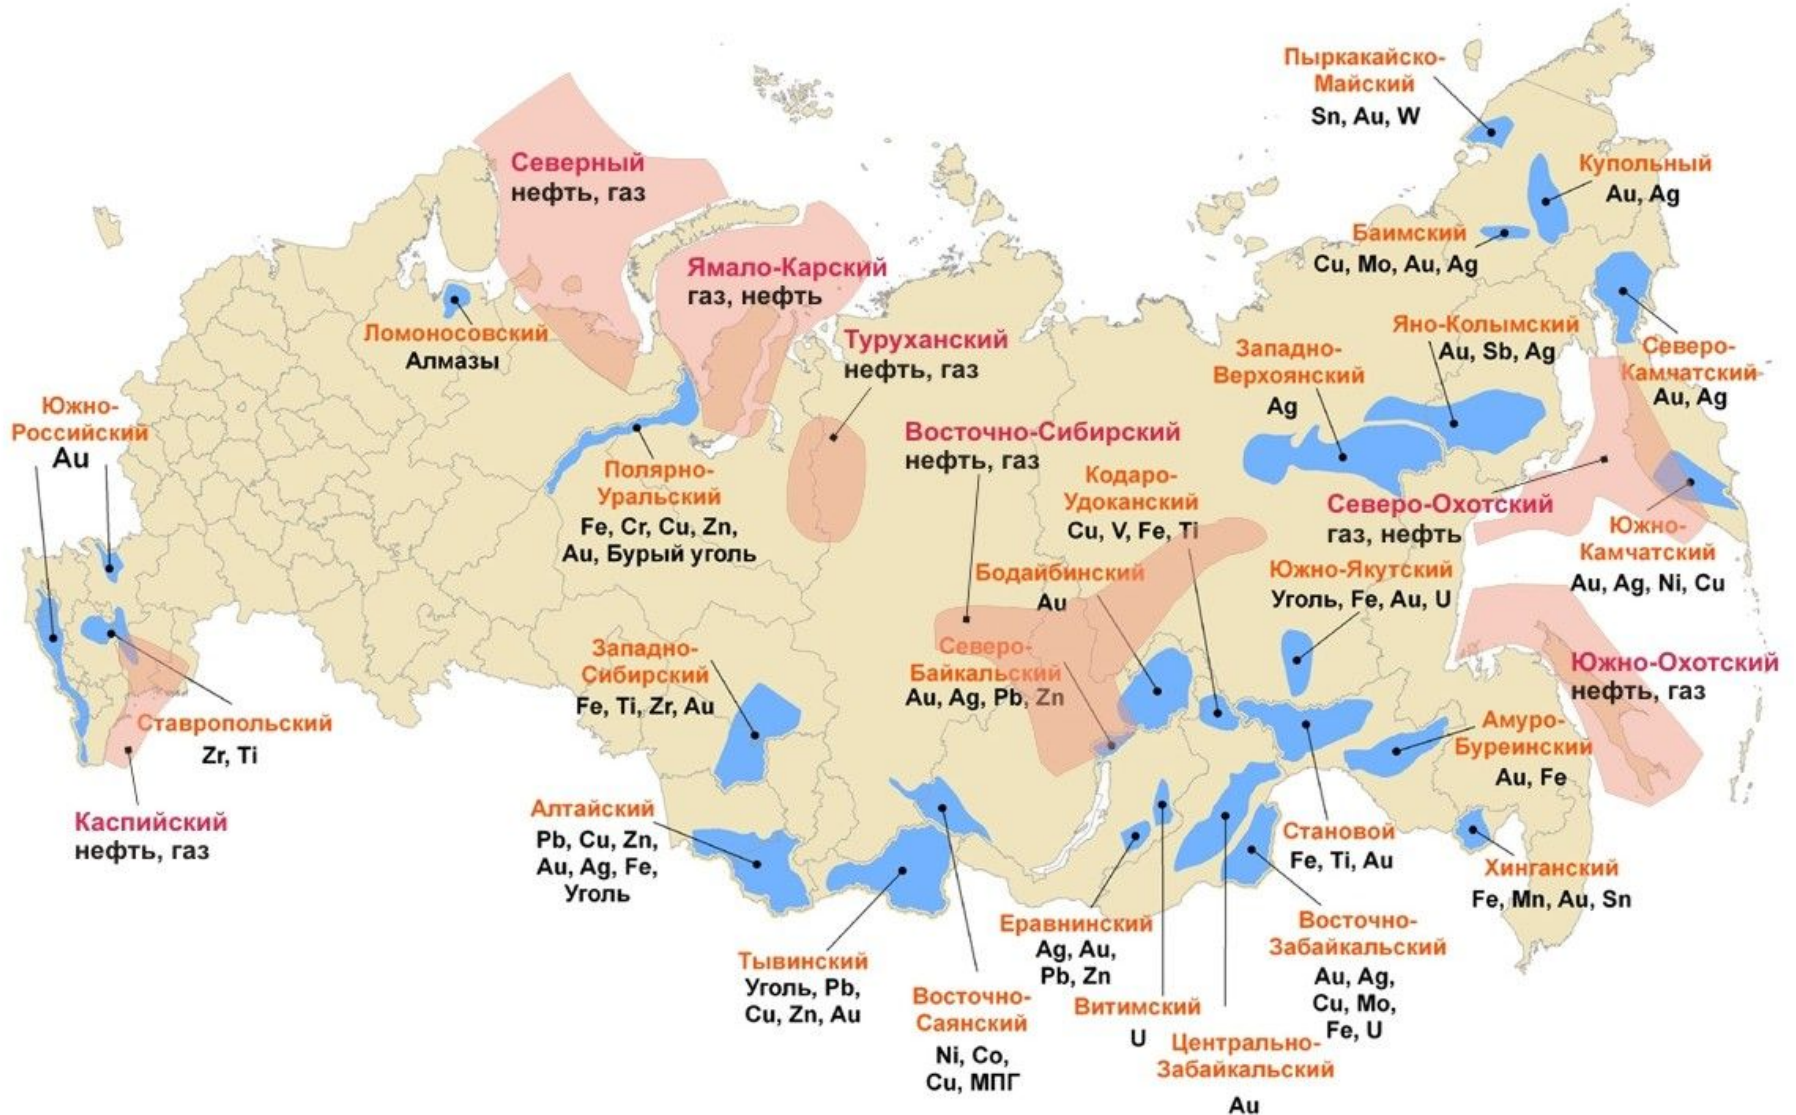 Пыркакайско-
Майский
Sn, Au, W
Северный
нефть, газ
Купольный
Au, Ag
Баимский
Cu, Mo, Au, Ag
Ямало-Карский
газ, нефть
Ломоносовский
Алмазы
Туруханский
нефть, газ
Яно-Колымский
Au, Sb, Ag
Западно-
Верхоянский
Ag
Северо-
Камчатский
Au, Ag
Южно-
Российский
Au
Восточно-Сибирский
нефть, газ
Полярно-
Уральский
Fe, Cr, Cu, Zn,
Au, Бурый уголь
Кодаро-
Удоканский
Cu, V, Fe, Ti
Северо-Охотский
газ, нефть
Южно-
Камчатский
Au, Ag, Ni, Cu
Бодайбинский
Au
Южно-Якутский
Уголь, Fe, Au, U
Западно-
Сибирский
Fe, Ti, Zr, Au
Северо-
Байкальский
Au, Ag, Pb, Zn
Южно-Охотский
нефть, газ
Ставропольский
Zr, Ti
Амуро-
Буреинский
Au, Fe
Каспийский
нефть, газ
Алтайский
Pb, Cu, Zn,
Au, Ag, Fe,
Уголь
Становой
Fe, Ti, Au
Хинганский
Fe, Mn, Au, Sn
Тывинский
Уголь, Pb,
Cu, Zn, Au
Восточно-
Саянский
Ni, Co,
Cu, МПГ
Еравнинский
Ag, Au,
Pb, Zn
Витимский
U
Центрально-
Забайкальский
Au
Восточно-
Забайкальский
Au, Ag,
Cu, Mo,
Fe, U